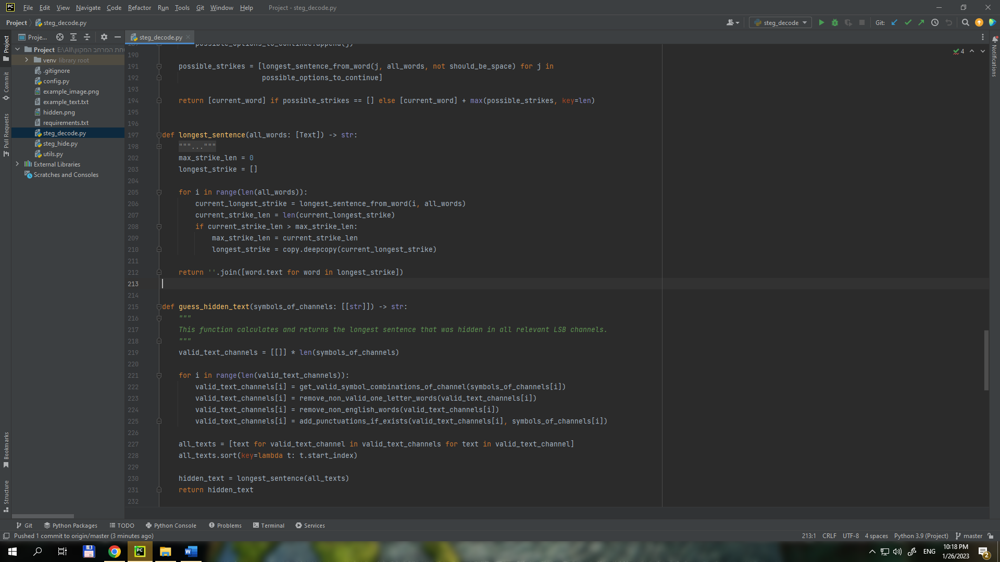 PC File Edit View Navigate Code Refactor Run Tools Git Window Help Project - steg_decode.py
Project steg_decode.py steg_decode Git:
Project
Proje...
steg_decode.py
Notifications
Project E:\All\חת המרחב המקוון
venv library root
.gitignore
config.py
example_image.png
example_text.txt
hidden.png
requirements.txt
steg_decode.py
steg_hide.py
utils.py
External Libraries
Scratches and Consoles
Commit
Pull Requests
Bookmarks
Structure
4
189 possible_options_to_continue.append(j)
190
191 possible_strikes = [longest_sentence_from_word(j, all_words, not should_be_space) for j in
192 possible_options_to_continue]
193
194 return [current_word] if possible_strikes == [] else [current_word] + max(possible_strikes, key=len)
195
196
197 def longest_sentence(all_words: [Text]) -> str:
198 """..."""
202 max_strike_len = 0
203 longest_strike = []
204
205 for i in range(len(all_words)):
206 current_longest_strike = longest_sentence_from_word(i, all_words)
207 current_strike_len = len(current_longest_strike)
208 if current_strike_len > max_strike_len:
209 max_strike_len = current_strike_len
210 longest_strike = copy.deepcopy(current_longest_strike)
211
212 return ''.join([word.text for word in longest_strike])
213
214
215 def guess_hidden_text(symbols_of_channels: [[str]]) -> str:
216 """
217 This function calculates and returns the longest sentence that was hidden in all relevant LSB channels.
218 """
219 valid_text_channels = [[]] * len(symbols_of_channels)
220
221 for i in range(len(valid_text_channels)):
222 valid_text_channels[i] = get_valid_symbol_combinations_of_channel(symbols_of_channels[i])
223 valid_text_channels[i] = remove_non_valid_one_letter_words(valid_text_channels[i])
224 valid_text_channels[i] = remove_non_english_words(valid_text_channels[i])
225 valid_text_channels[i] = add_punctuations_if_exists(valid_text_channels[i], symbols_of_channels[i])
226
227 all_texts = [text for valid_text_channel in valid_text_channels for text in valid_text_channel]
228 all_texts.sort(key=lambda t: t.start_index)
229
230 hidden_text = longest_sentence(all_texts)
231 return hidden_text
232
Git Python Packages TODO Python Console Problems Terminal Services
Pushed 1 commit to origin/master (3 minutes ago) 213:1 CRLF UTF-8 4 spaces Python 3.9 (Project) master
PC W ENG 10:18 PM
1/26/2023 2